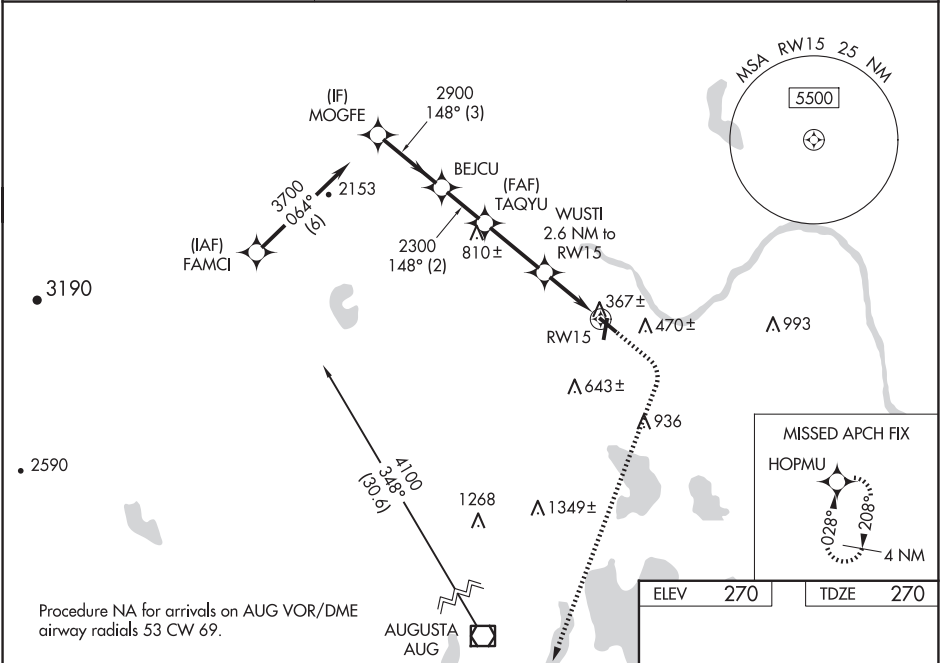 MSA RW15 25 NM
5500
(IF)
MOGFE
2900
148° (3)
BEJCU
(FAF)
TAQYU
3700
064°
(6)
2153
WUSTI
2.6 NM to
RW15
(IAF)
FAMCI
2300
148° (2)
810±
3190
367±
RW15
470±
993
643±
936
MISSED APCH FIX
HOPMU
028°
208°
4 NM
2590
4100
348°
(30.6)
1268
1349±
ELEV 270
TDZE 270
Procedure NA for arrivals on AUG VOR/DME
airway radials 53 CW 69.
AUGUSTA
AUG